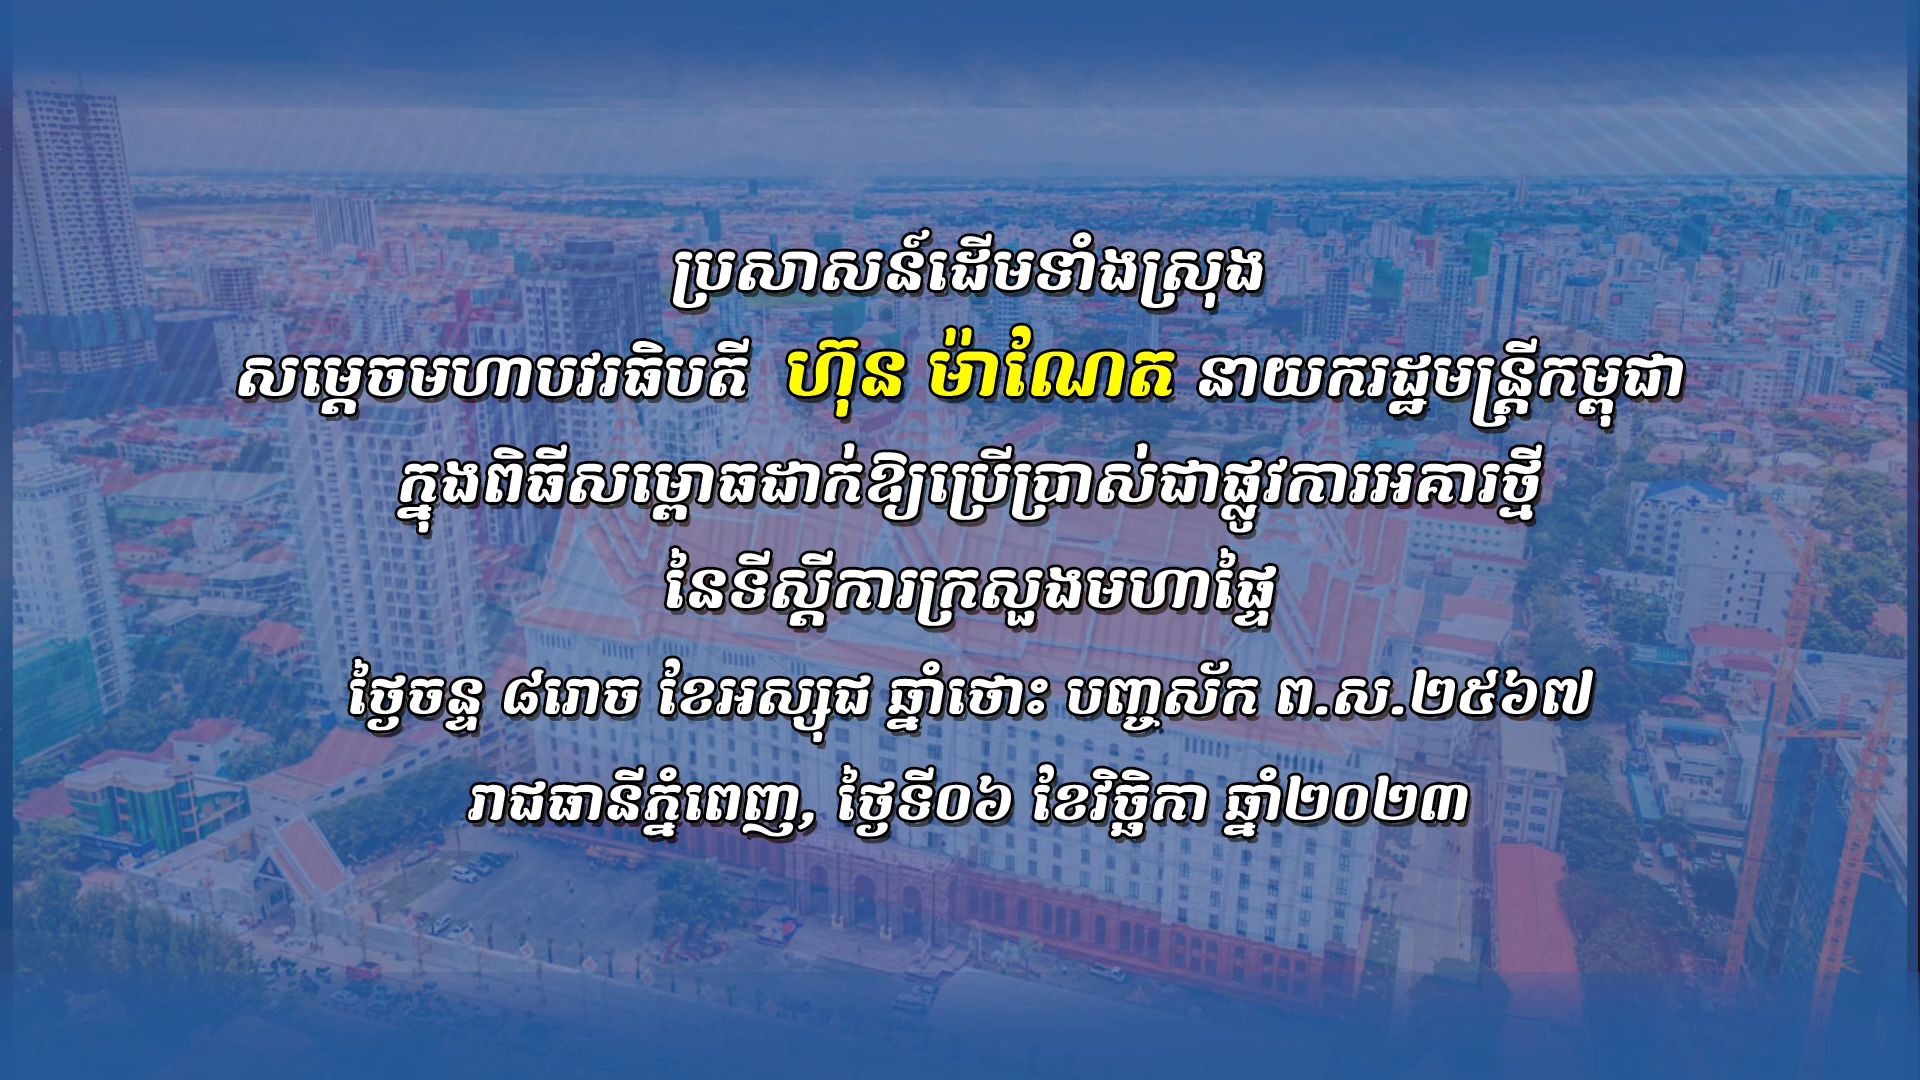 ប្រសាសន៍ដើមទាំងស្រុង
សម្តេចមហាបវរធិបតី ហ៊ុន ម៉ាណែត នាយករដ្ឋមន្ត្រីកម្ពុជា
ក្នុងពិធីសម្ពោធដាក់ឱ្យប្រើប្រាស់ជាផ្លូវការអគារថ្មី
នៃទីស្តីការក្រសួងមហាផ្ទៃ
ថ្ងៃចន្ទ ៨រោច ខែអស្សុជ ឆ្នាំថោះ បញ្ចស័ក ព.ស.២៥៦៧
រាជធានីភ្នំពេញ, ថ្ងៃទី០៦ ខែវិច្ឆិកា ឆ្នាំ២០២៣